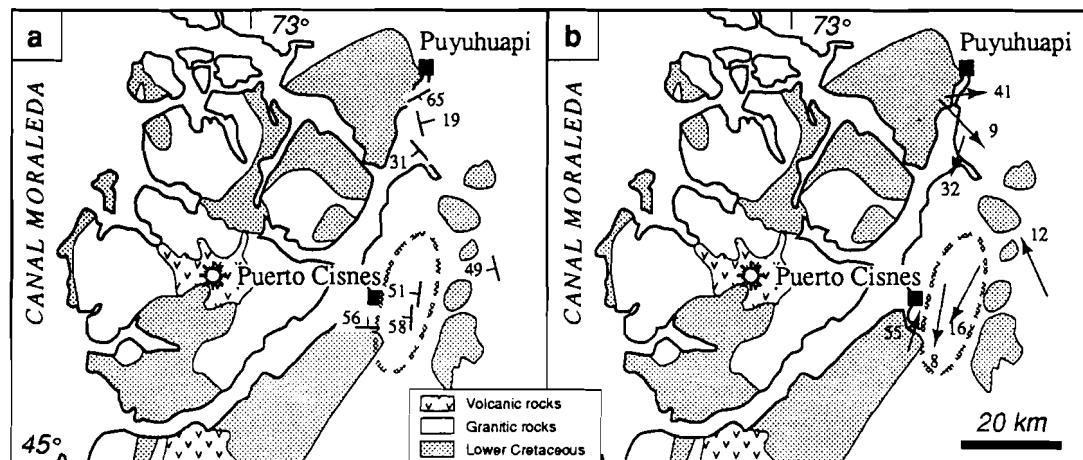 a
73°
Puyuhuapi
65
19
31
CANAL MORALEDA
49
Puerto Cisnes
51
56
58
45°
Volcanic rocks
Granitic rocks
Lower Cretaceous
b
73°
Puyuhuapi
41
9
32
CANAL MORALEDA
12
Puerto Cisnes
55
16
8
20 km